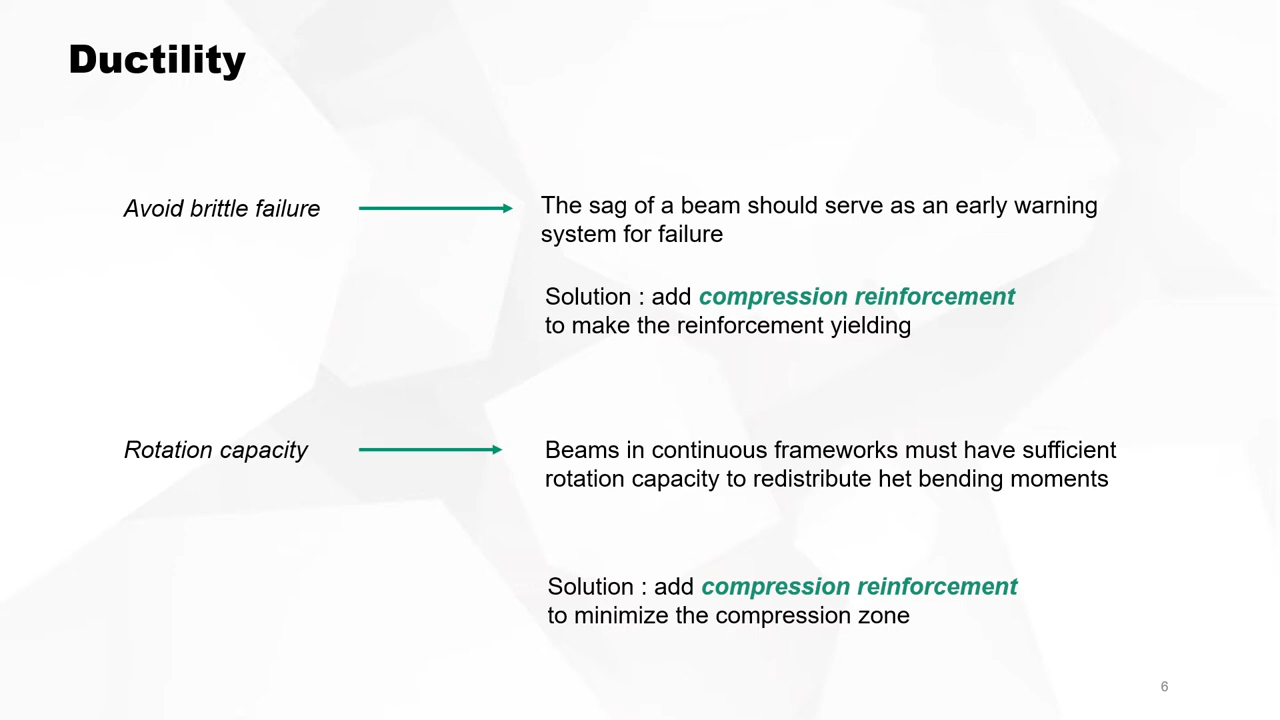 Ductility
Avoid brittle failure
The sag of a beam should serve as an early warning
system for failure
Solution : add compression reinforcement
to make the reinforcement yielding
Rotation capacity
Beams in continuous frameworks must have sufficient
rotation capacity to redistribute het bending moments
Solution : add compression reinforcement
to minimize the compression zone
6